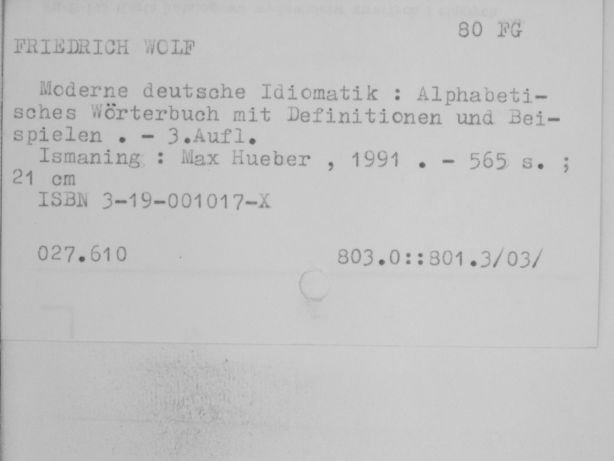 80 FG
FRIEDRICH WOLF
Moderne deutsche Idiomatik : Alphabeti-
sches Wörterbuch mit Definitionen und Bei-
spielen . - 3.Aufl.
Ismaning : Max Hueber , 1991 . - 565 s. ;
21 cm
ISBN 3-19-001017-X
027.610 803.0::801.3/03/